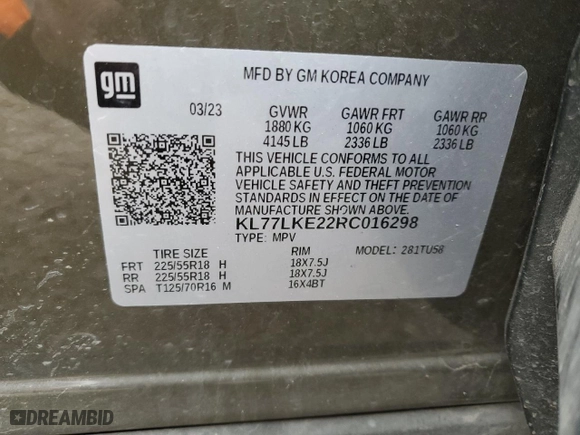 gm
MFD BY GM KOREA COMPANY
03/23 GVWR GAWR FRT GAWR RR
1880 KG 1060 KG 1060 KG
4145 LB 2336 LB 2336 LB
THIS VEHICLE CONFORMS TO ALL
APPLICABLE U.S. FEDERAL MOTOR
VEHICLE SAFETY AND THEFT PREVENTION
STANDARDS IN EFFECT ON THE DATE OF
MANUFACTURE SHOWN ABOVE.
KL77LKE22RC016298
TYPE: MPV MODEL: 281TU58
TIRE SIZE RIM
FRT 225/55R18 H 18X7.5J
RR 225/55R18 H 18X7.5J
SPA T125/70R16 M 16X4BT
DREAMBID